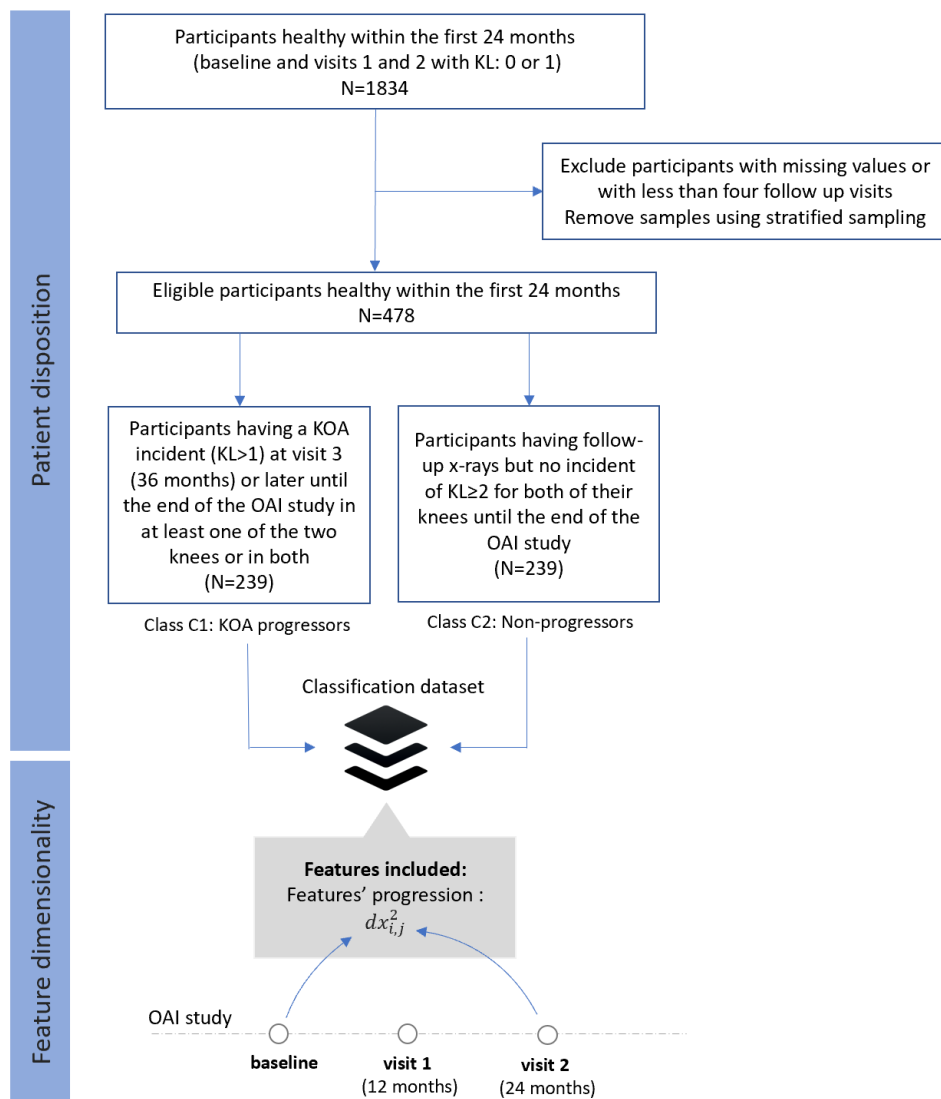 Patient disposition
Participants healthy within the first 24 months
(baseline and visits 1 and 2 with KL: 0 or 1)
N=1834
Exclude participants with missing values or
with less than four follow up visits
Remove samples using stratified sampling
Eligible participants healthy within the first 24 months
N=478
Participants having a KOA
incident (KL>1) at visit 3
(36 months) or later until
the end of the OAI study in
at least one of the two
knees or in both
(N=239)
Participants having follow-
up x-rays but no incident
of KL≥2 for both of their
knees until the end of the
OAI study
(N=239)
Class C1: KOA progressors
Class C2: Non-progressors
Classification dataset
Feature dimensionality
Features included:
Features’ progression :
$dx_{i,j}^{2}$
OAI study
baseline
visit 1
(12 months)
visit 2
(24 months)